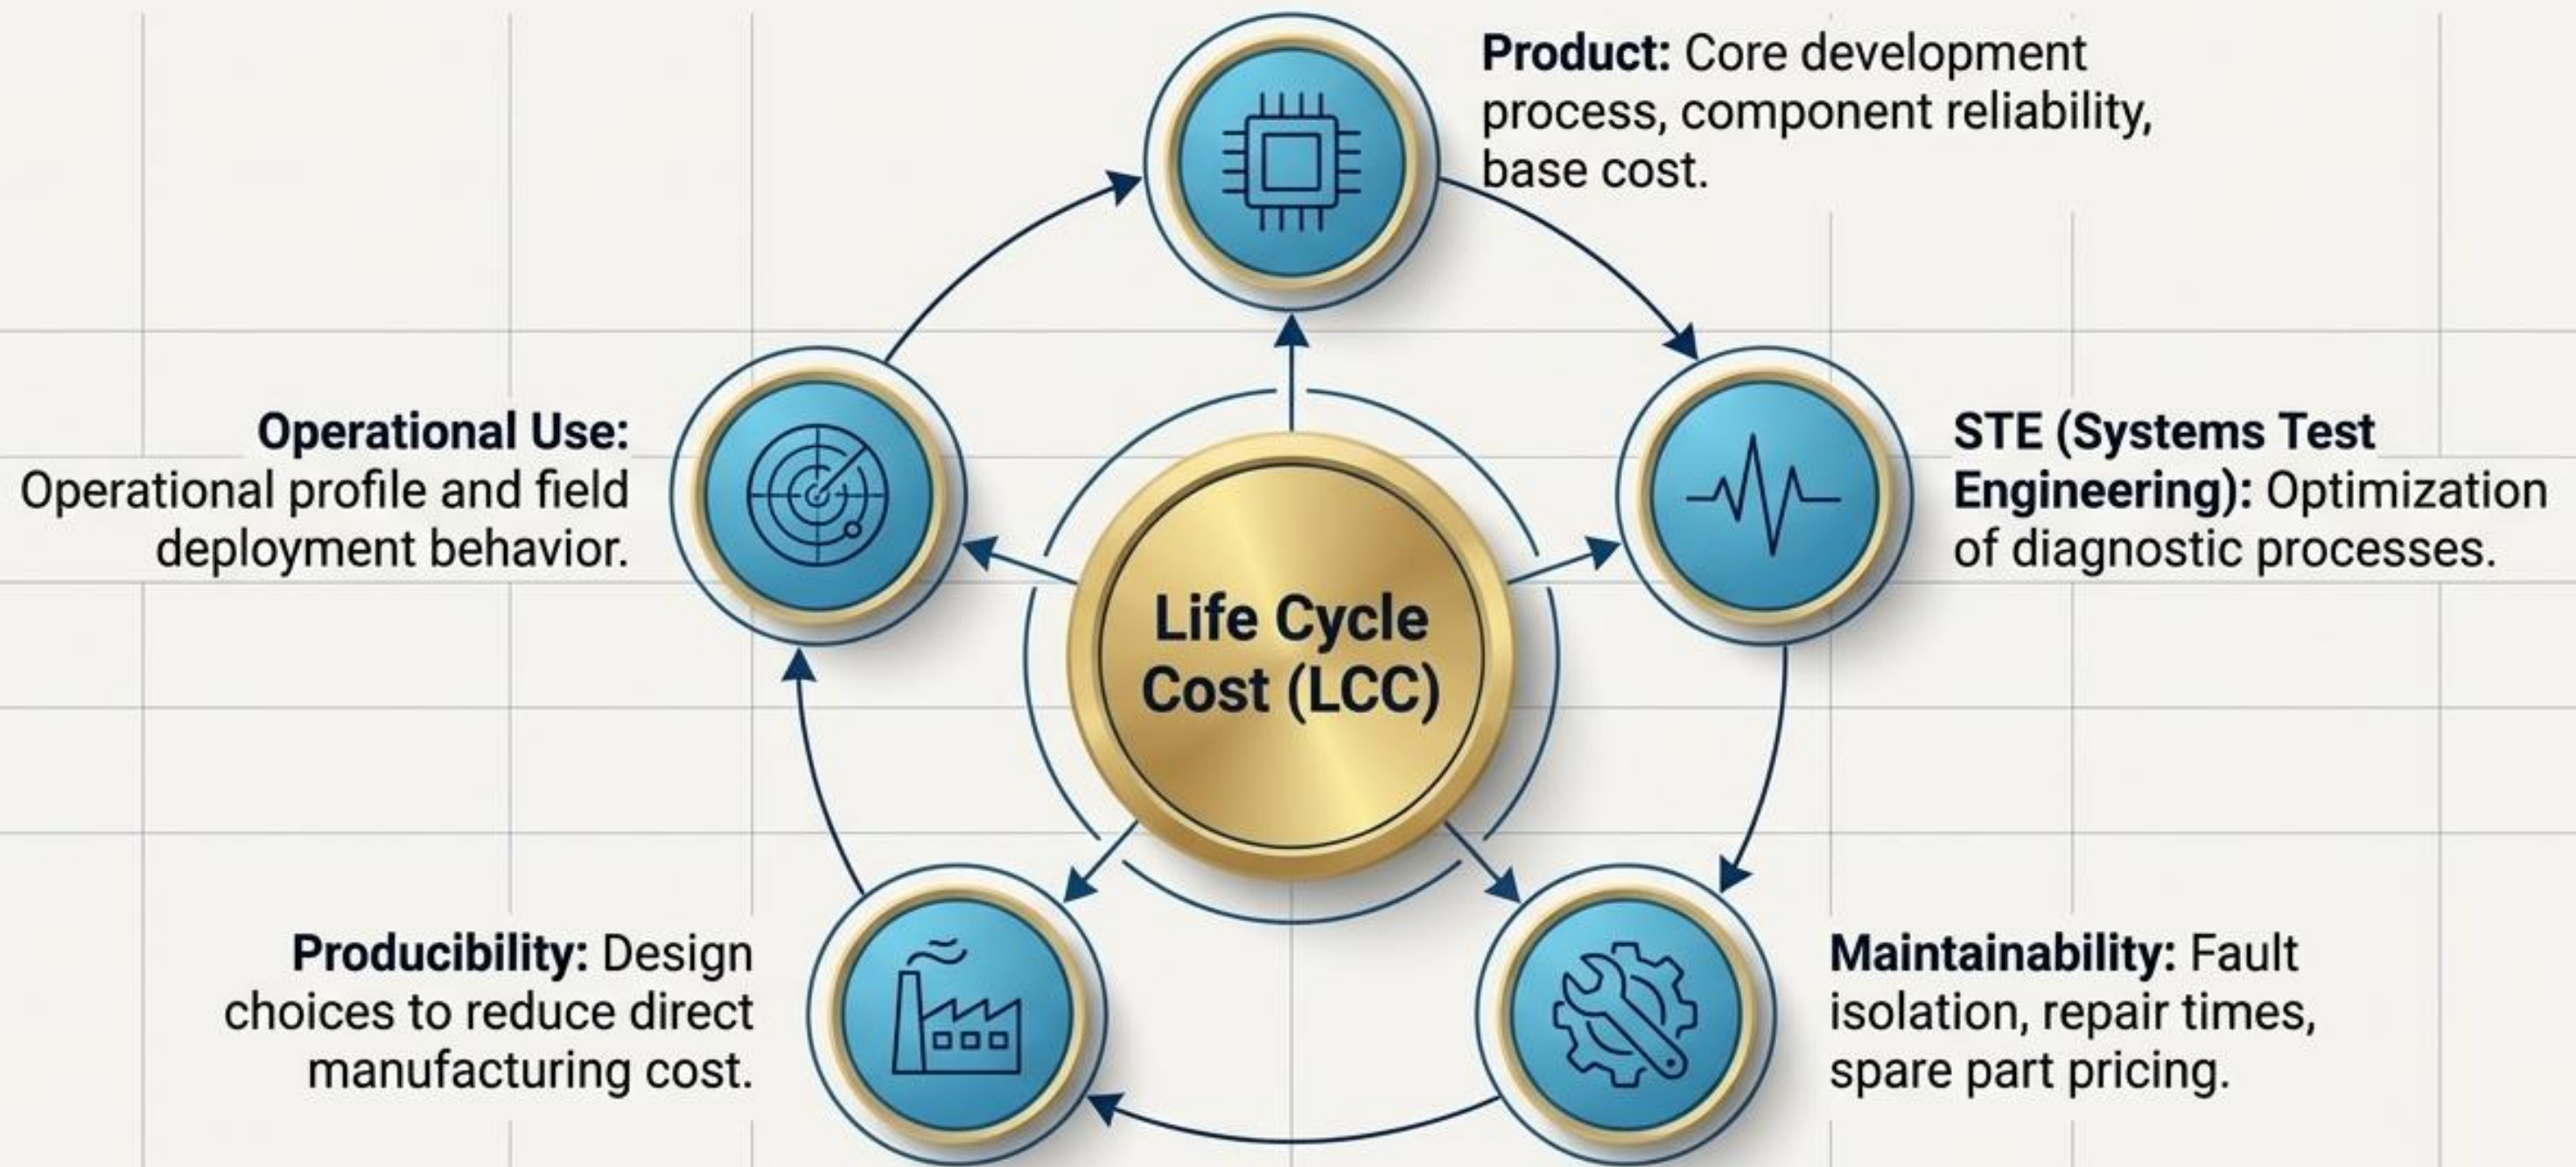 Product: Core development
process, component reliability,
base cost.
Operational Use:
Operational profile and field
deployment behavior.
STE (Systems Test
Engineering): Optimization
of diagnostic processes.
Life Cycle
Cost (LCC)
Producibility: Design
choices to reduce direct
manufacturing cost.
Maintainability: Fault
isolation, repair times,
spare part pricing.